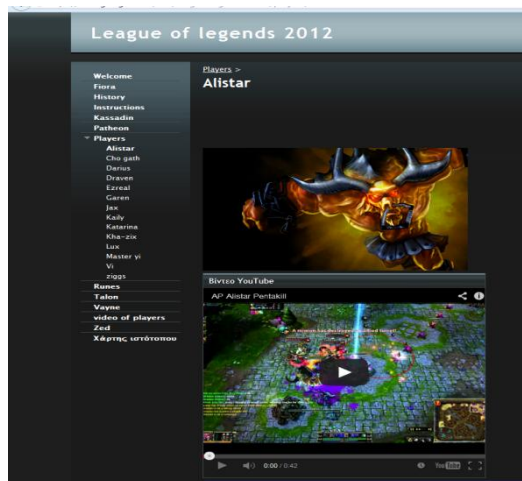 League of legends 2012
Welcome
Fiora
History
Instructions
Kassadin
Patheon
Players
Alistar
Cho gath
Darius
Draven
Ezreal
Garen
Jax
Kaily
Katarina
Kha-zix
Lux
Master yi
Vi
ziggs
Runes
Talon
Vayne
video of players
Zed
Χάρτης ιστότοπου
Players >
Alistar
Βίντεο YouTube
AP Alistar Pentakill
0:00 / 0:42
YouTube